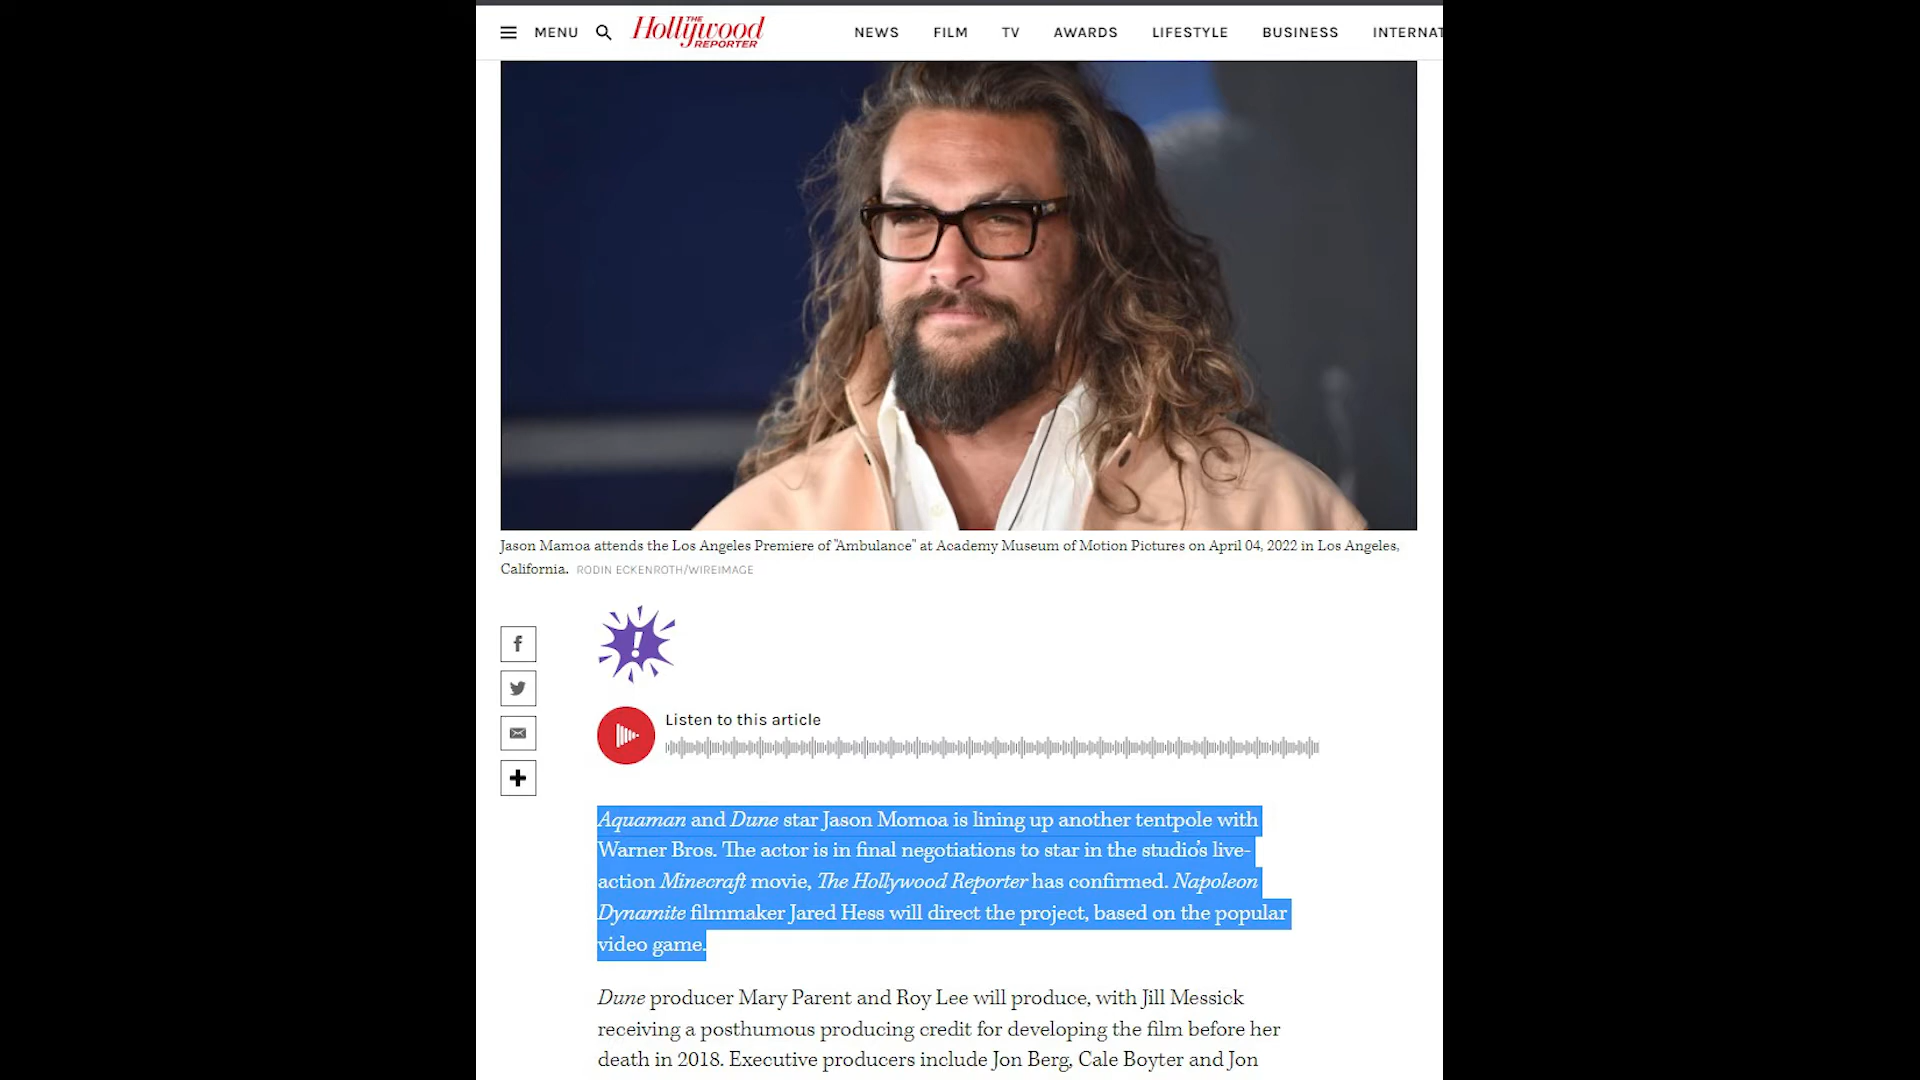 MENU
THE
Hollywood
REPORTER
NEWS
FILM
TV
AWARDS
LIFESTYLE
BUSINESS
INTERNAT
Jason Mamoa attends the Los Angeles Premiere of "Ambulance" at Academy Museum of Motion Pictures on April 04, 2022 in Los Angeles,
California. RODIN ECKENROTH/WIREIMAGE
!
f
Listen to this article
Aquaman and Dune star Jason Momoa is lining up another tentpole with
Warner Bros. The actor is in final negotiations to star in the studio's live-
action Minecraft movie, The Hollywood Reporter has confirmed. Napoleon
Dynamite filmmaker Jared Hess will direct the project, based on the popular
video game.
Dune producer Mary Parent and Roy Lee will produce, with Jill Messick
receiving a posthumous producing credit for developing the film before her
death in 2018. Executive producers include Jon Berg, Cale Boyter and Jon